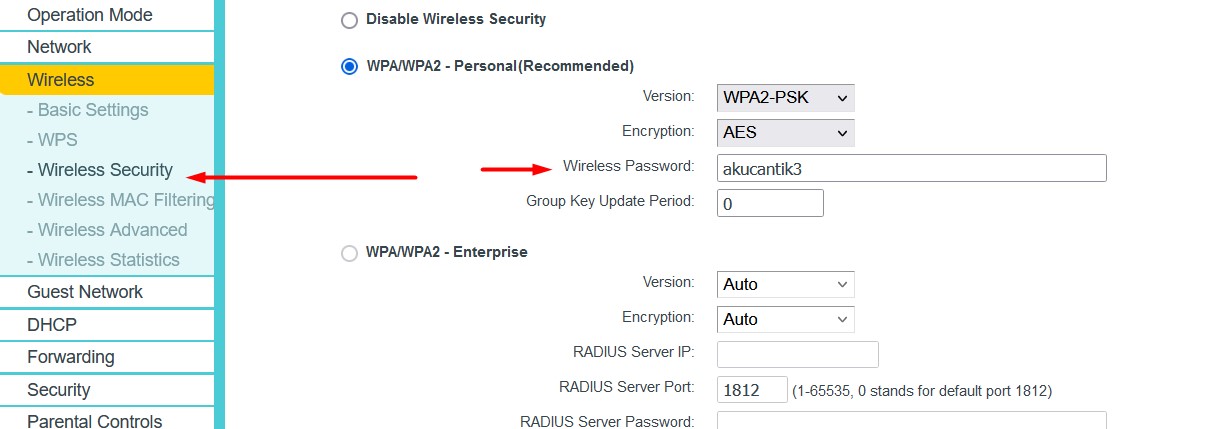 Operation Mode
Network
Wireless
- Basic Settings
- WPS
- Wireless Security
- Wireless MAC Filtering
- Wireless Advanced
- Wireless Statistics
Guest Network
DHCP
Forwarding
Security
Parental Controls
Disable Wireless Security
WPA/WPA2 - Personal(Recommended)
Version: WPA2-PSK
Encryption: AES
Wireless Password: akucantik3
Group Key Update Period: 0
WPA/WPA2 - Enterprise
Version: Auto
Encryption: Auto
RADIUS Server IP:
RADIUS Server Port: 1812 (1-65535, 0 stands for default port 1812)
RADIUS Server Password: